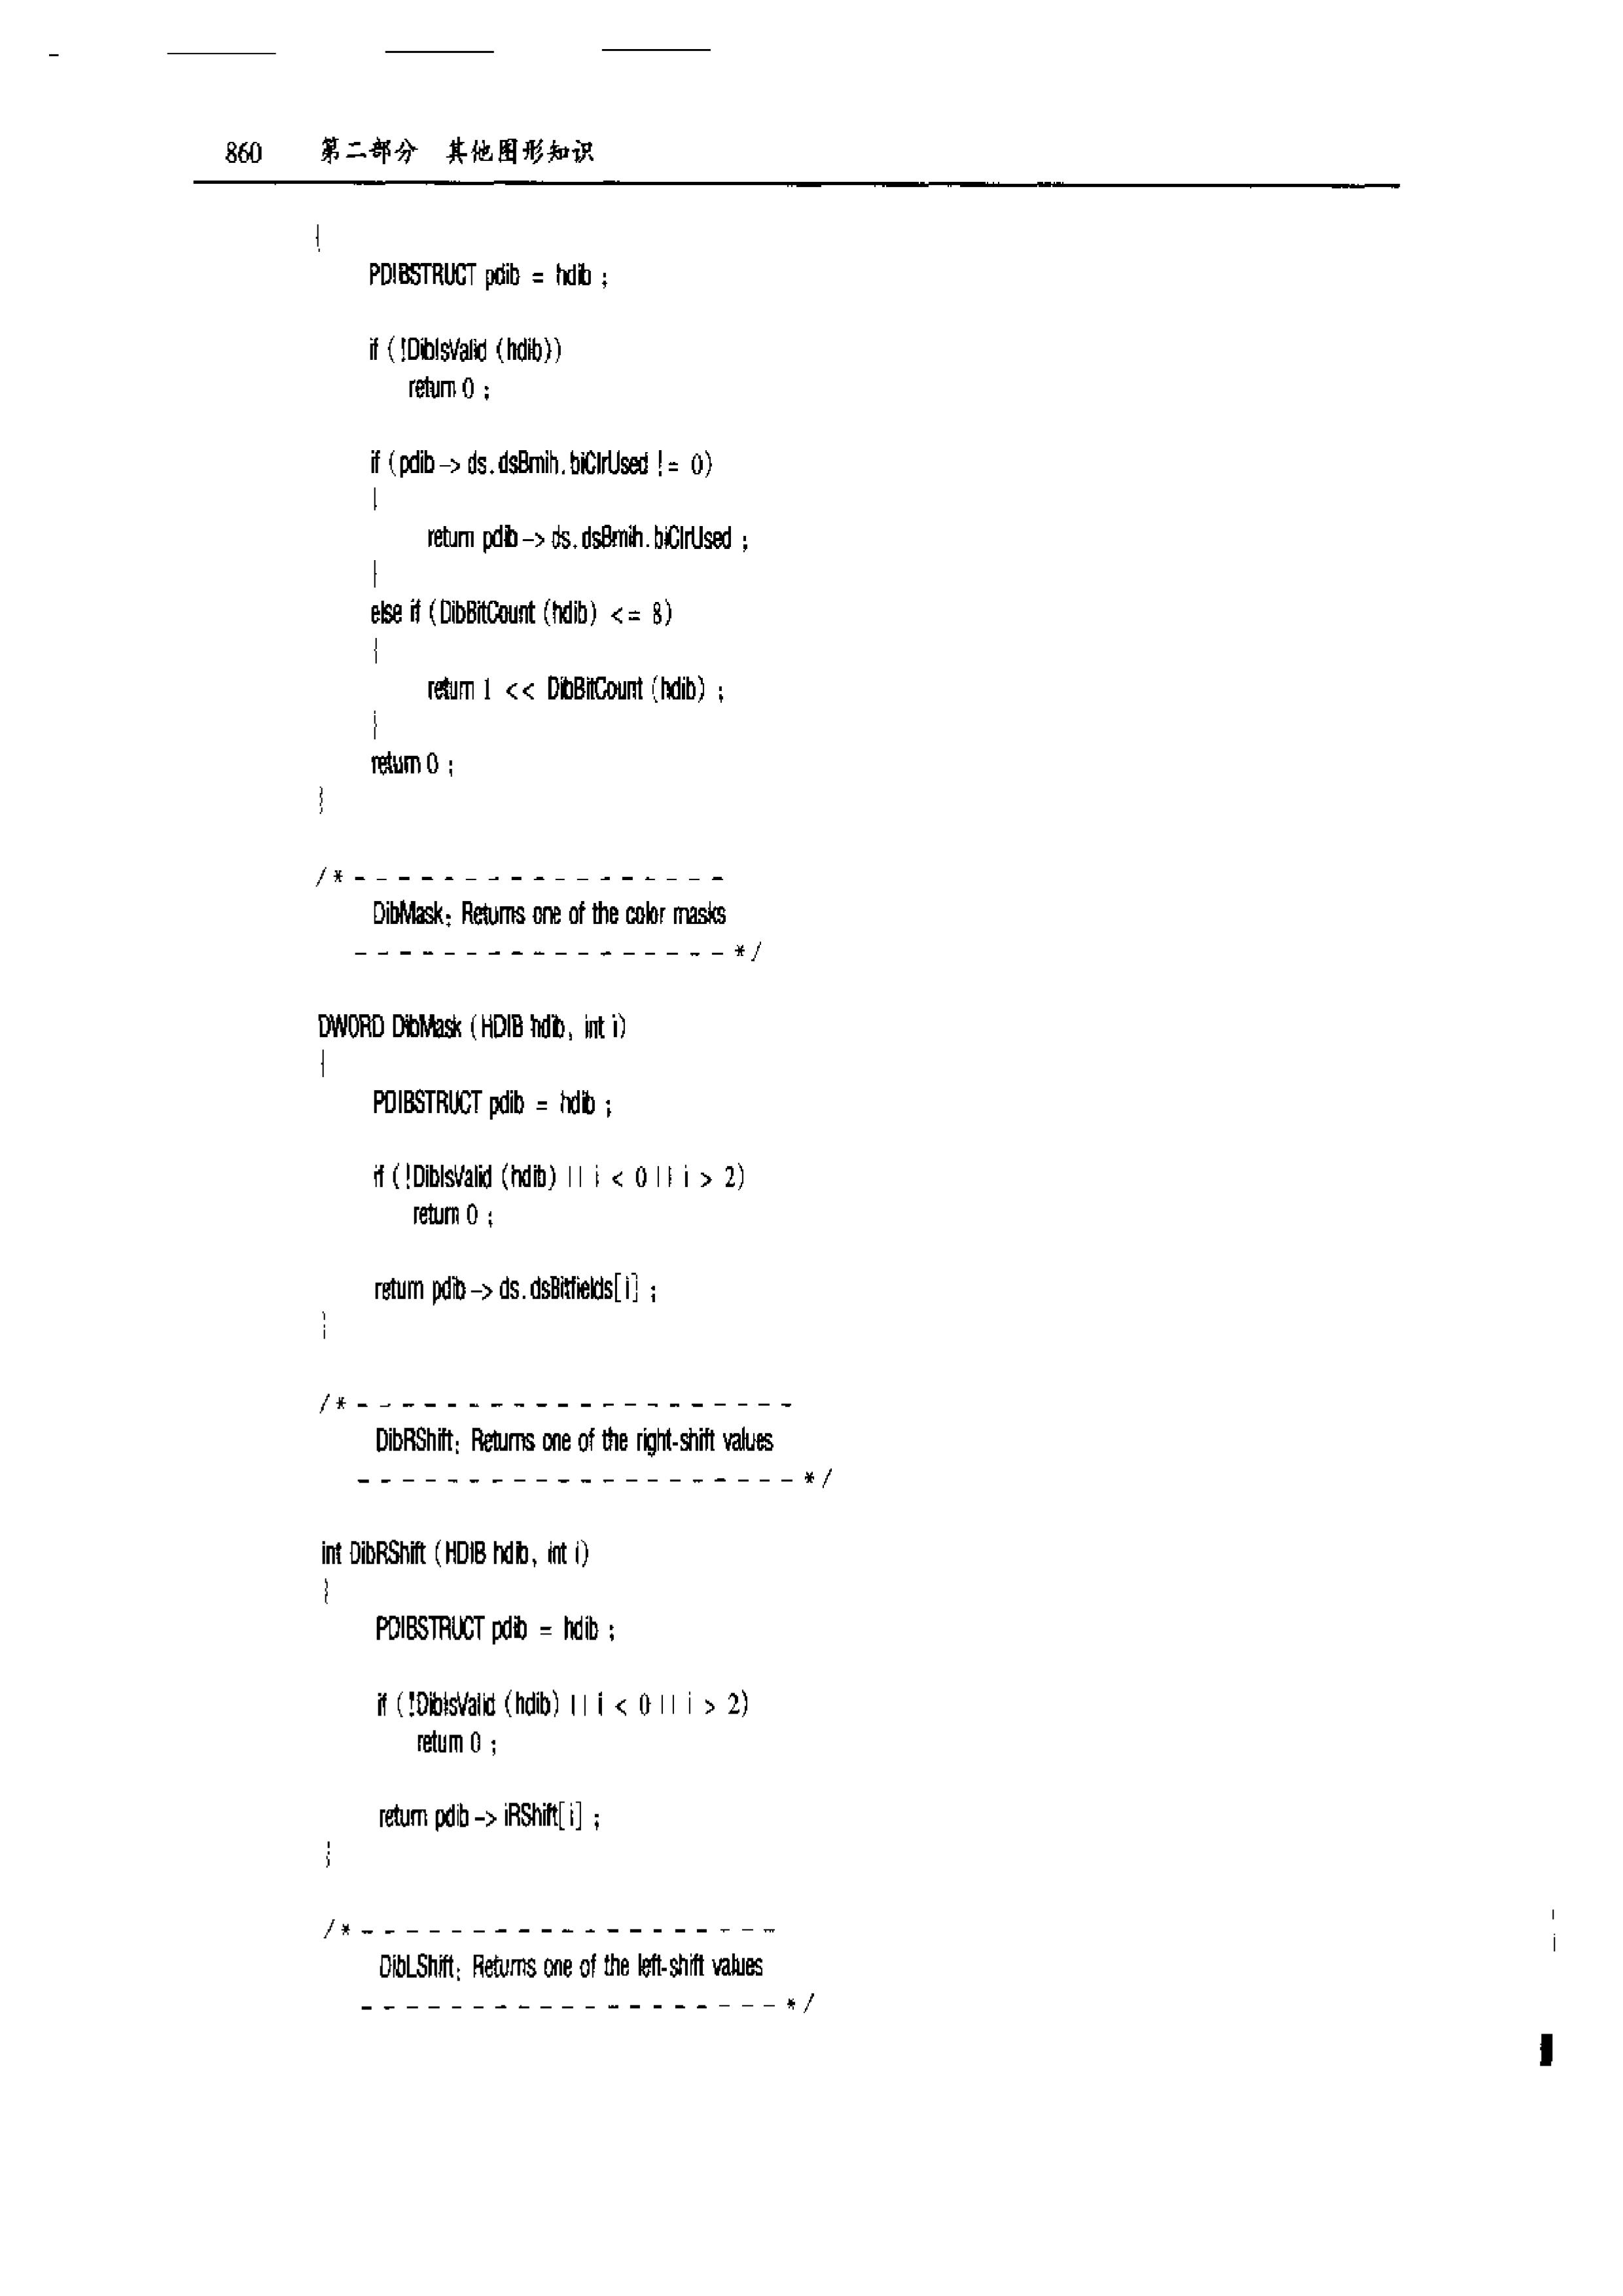 860 第二部分 其他图形知识
{
PDIBSTRUCT pdib = hdib ;
if (!DibIsValid (hdib))
return 0 ;
if (pdib -> ds.dsBmih.biClrUsed != 0)
{
return pdib -> ds.dsBmih.biClrUsed ;
}
else if (DibBitCount (hdib) <= 8)
{
return 1 << DibBitCount (hdib) ;
}
return 0 ;
}
/* - - - - - - - - - - - - - - - - -
DibMask: Returns one of the color masks
- - - - - - - - - - - - - - - - - */
DWORD DibMask (HDIB hdib, int i)
{
PDIBSTRUCT pdib = hdib ;
if (!DibIsValid (hdib) || i < 0 || i > 2)
return 0 ;
return pdib -> ds.dsBitfields[i] ;
}
/* - - - - - - - - - - - - - - - - - - - -
DibRShift: Returns one of the right-shift values
- - - - - - - - - - - - - - - - - - - - */
int DibRShift (HDIB hdib, int i)
{
PDIBSTRUCT pdib = hdib ;
if (!DibIsValid (hdib) || i < 0 || i > 2)
return 0 ;
return pdib -> iRShift[i] ;
}
/* - - - - - - - - - - - - - - - - - - -
DibLShift: Returns one of the left-shift values
- - - - - - - - - - - - - - - - - - - */